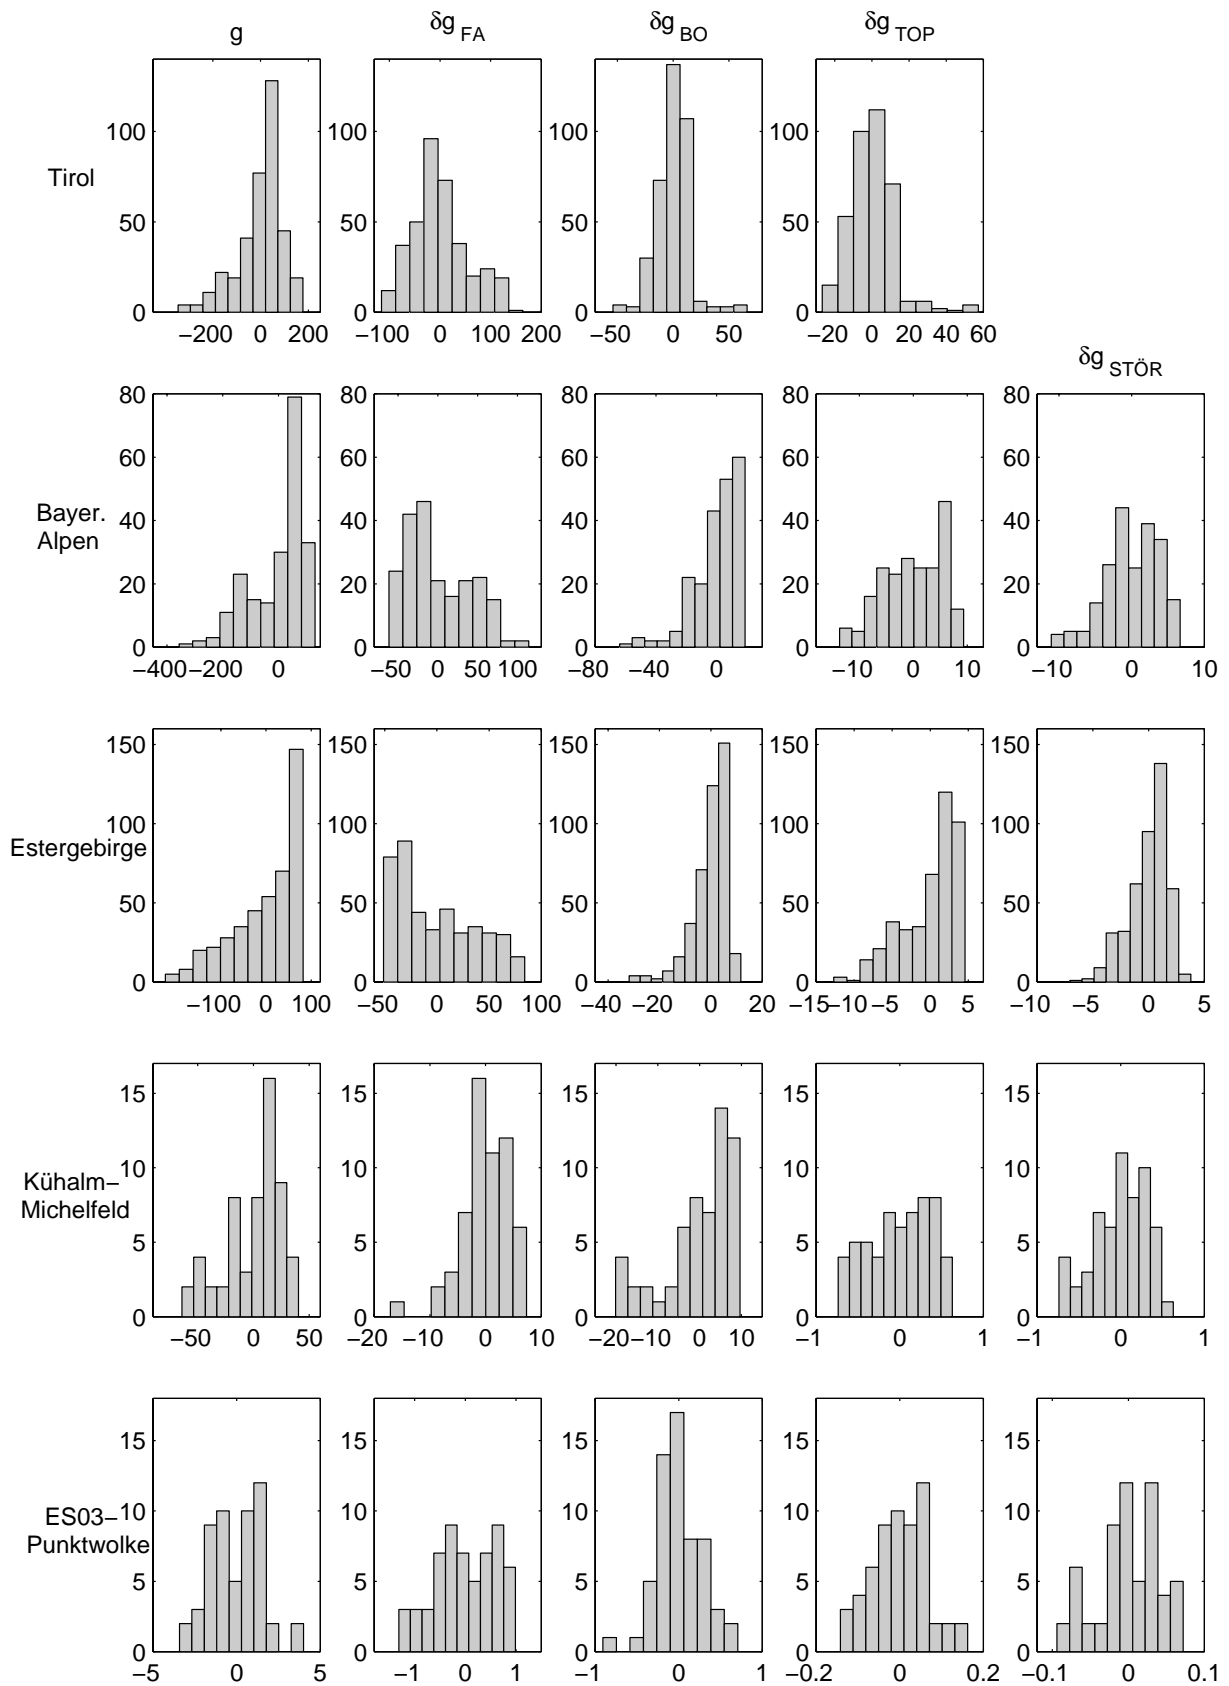 g δg FA δg BO δg TOP
Tirol
100 100 100 100
50 50 50 50
0 0 0 0
−200 0 200 −100 0 100 200 −50 0 50 −20 0 20 40 60
δg STÖR
Bayer.
Alpen
80 80 80 80 80
60 60 60 60 60
40 40 40 40 40
20 20 20 20 20
0 0 0 0 0
−400 −200 0 −50 0 50 100 −80 −40 0 −10 0 10 −10 0 10
Estergebirge
150 150 150 150 150
100 100 100 100 100
50 50 50 50 50
0 0 0 0 0
−100 0 100 −50 0 50 100 −40 −20 0 20 −15 −10 −5 0 5 −10 −5 0 5
Kühalm−
Michelfeld
15 15 15 15 15
10 10 10 10 10
5 5 5 5 5
0 0 0 0 0
−50 0 50 −20 −10 0 10 −20 −10 0 10 −1 0 1 −1 0 1
ES03−
Punktwolke
15 15 15 15 15
10 10 10 10 10
5 5 5 5 5
0 0 0 0 0
−5 0 5 −1 0 1 −1 0 1 −0.2 0 0.2 −0.1 0 0.1